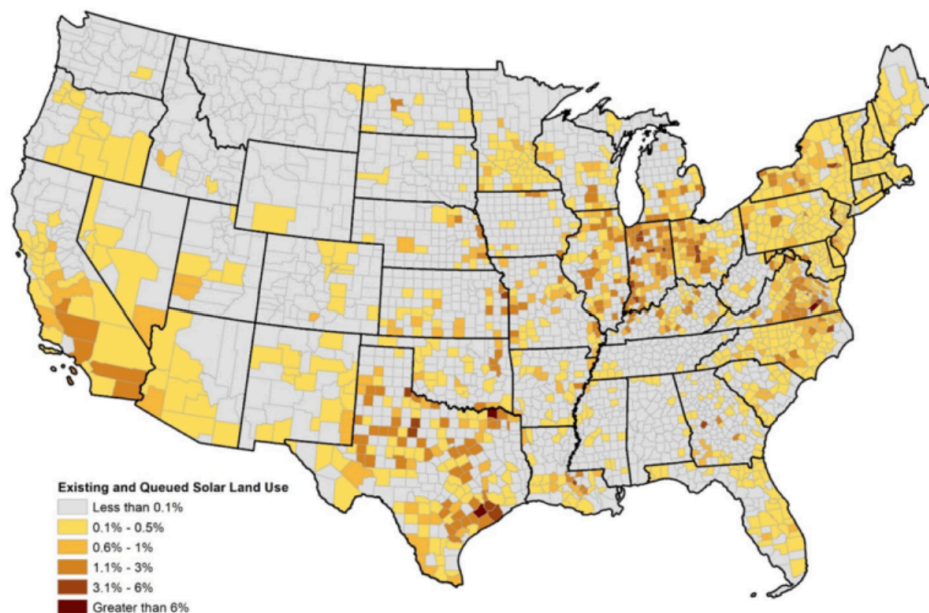 Existing and Queued Solar Land Use
Less than 0.1%
0.1% - 0.5%
0.6% - 1%
1.1% - 3%
3.1% - 6%
Greater than 6%